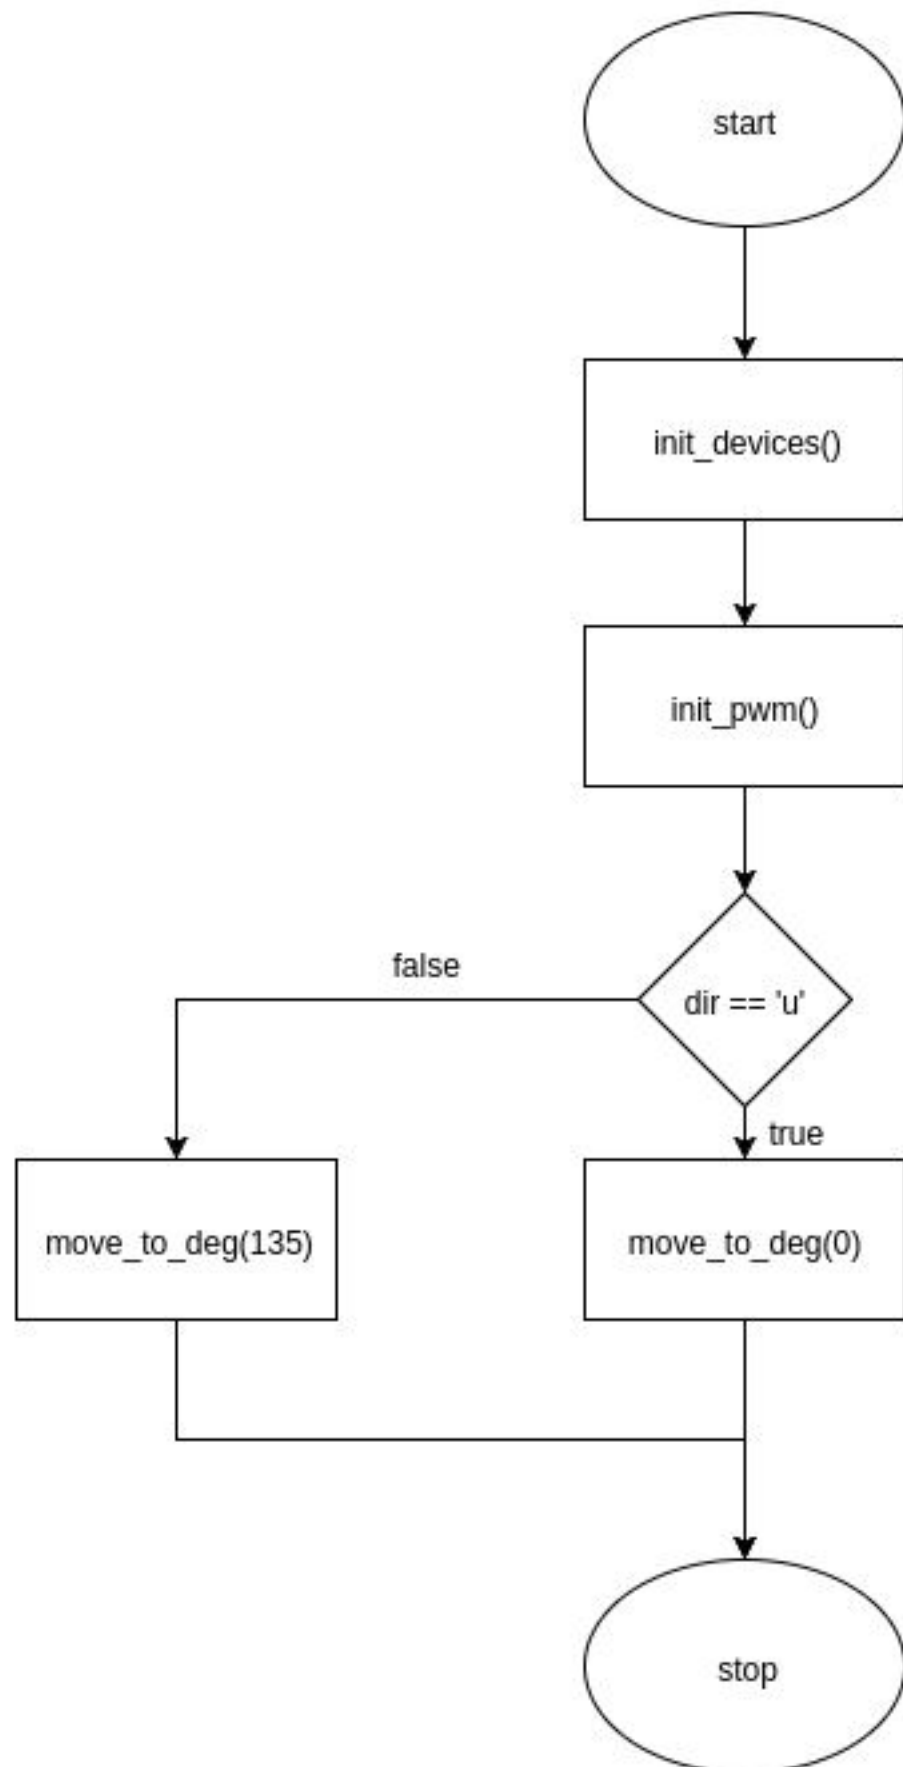 start
init_devices()
init_pwm()
false
dir == 'u'
true
move_to_deg(135)
move_to_deg(0)
stop